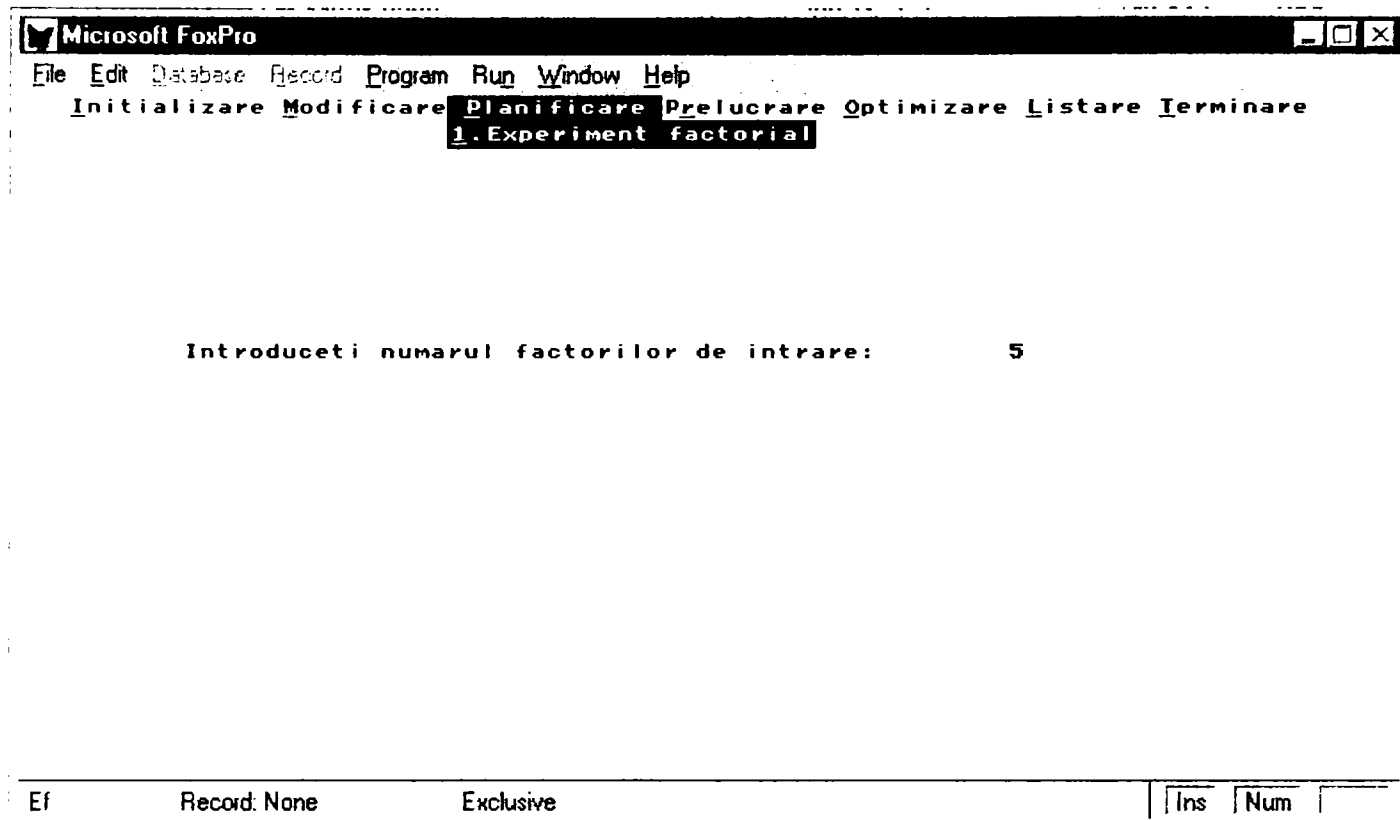 Microsoft FoxPro
File Edit Database Record Program Run Window Help
Initializare Modificare Planificare Prelucrare Optimizare Listare Terminare
1.Experiment factorial
Introduceti numarul factorilor de intrare: 5
Ef Record: None Exclusive Ins Num